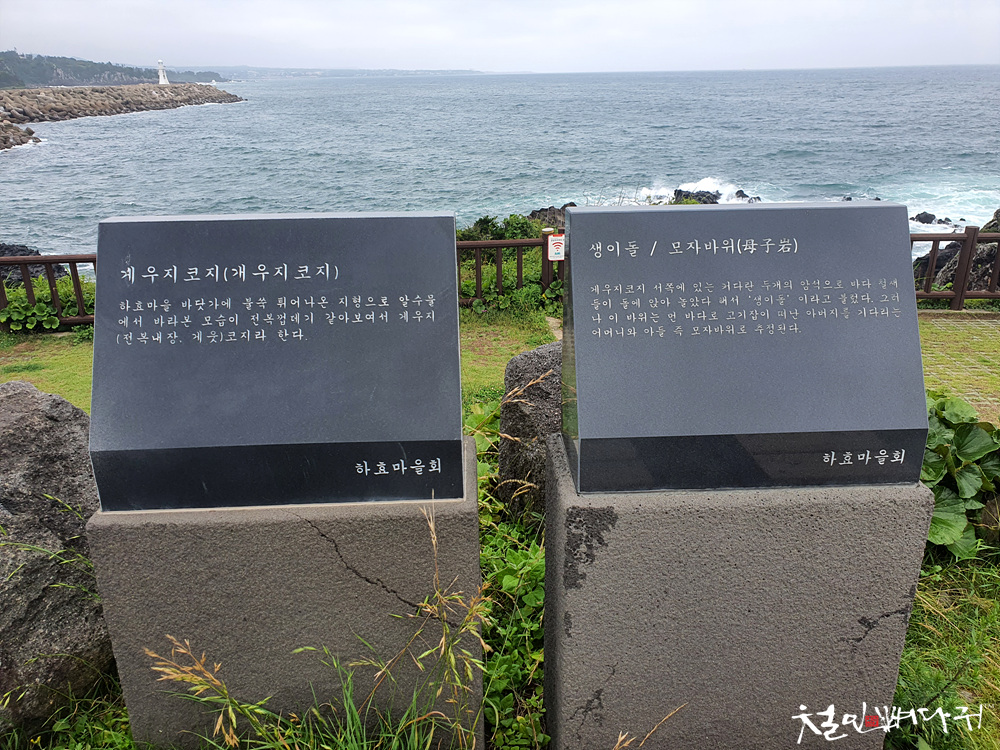 게우지코지(개우지코지)
하효마을 바닷가에 불쑥 튀어나온 지형으로 알수물
에서 바라본 모습이 전복껍데기 같아보여서 게우지
(전복내장. 게웃)코지라 한다.
하효마을회
생이돌 / 모자바위(母子岩)
게우지코지 서쪽에 있는 커다란 두개의 암석으로 바다 철새
들이 돌에 앉아 놀았다 해서 '생이돌' 이라고 불렀다. 그러
나 이 바위는 먼 바다로 고기잡이 떠난 아버지를 기다리는
어머니와 아들 즉 모자바위로 추정된다.
하효마을회